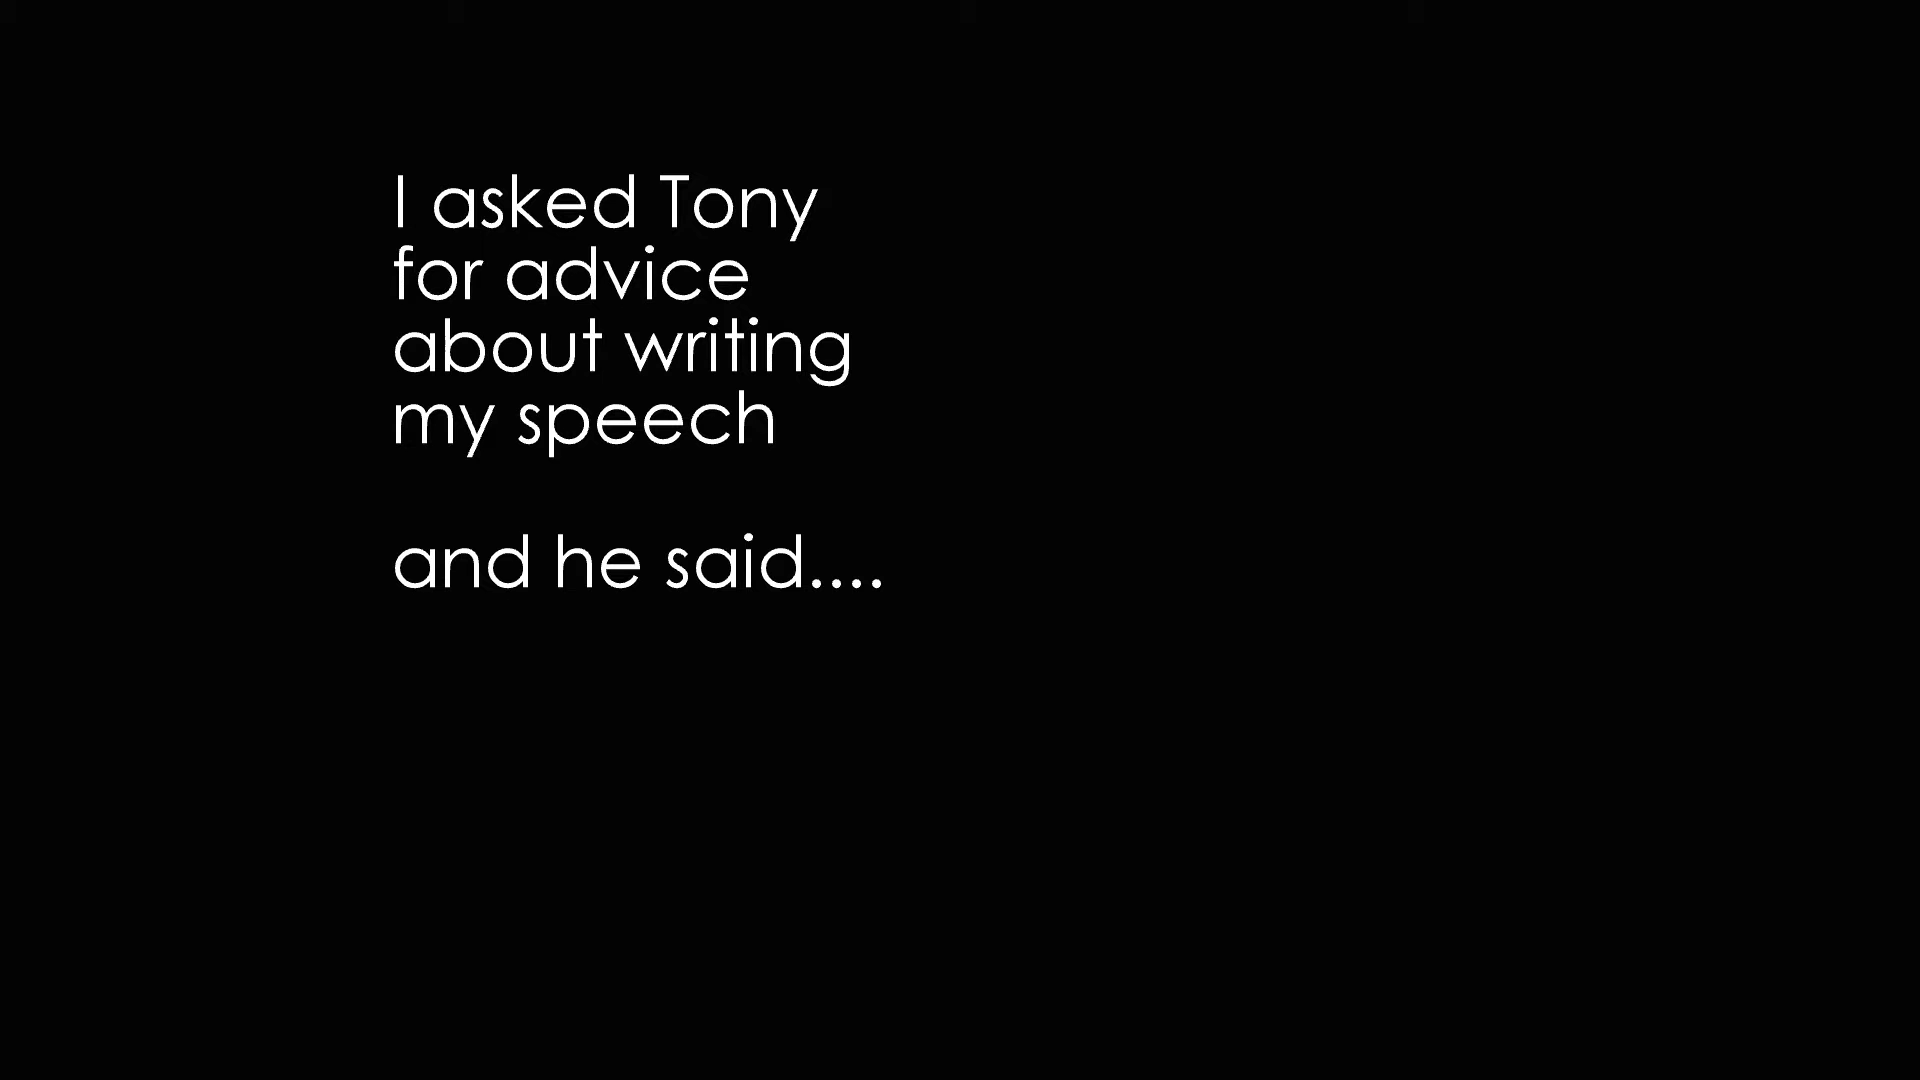 I asked Tony
for advice
about writing
my speech
and he said....